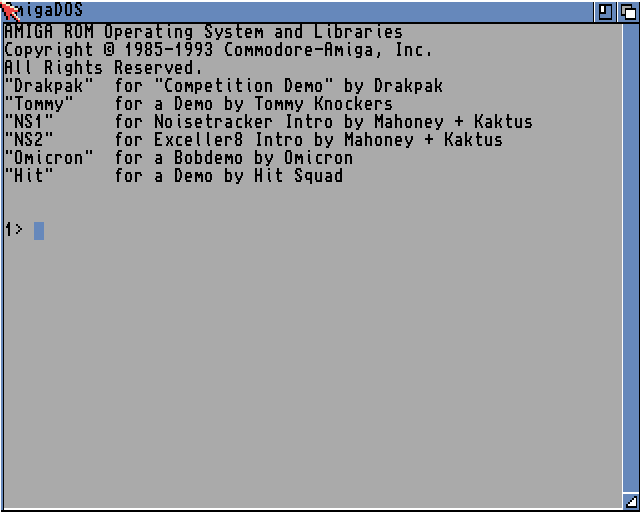 AmigaDOS
AMIGA ROM Operating System and Libraries
Copyright © 1985-1993 Commodore-Amiga, Inc.
All Rights Reserved.
"Drakpak" for "Competition Demo" by Drakpak
"Tommy" for a Demo by Tommy Knockers
"NS1" for Noisetracker Intro by Mahoney + Kaktus
"NS2" for Exceller8 Intro by Mahoney + Kaktus
"Omicron" for a Bobdemo by Omicron
"Hit" for a Demo by Hit Squad
1>